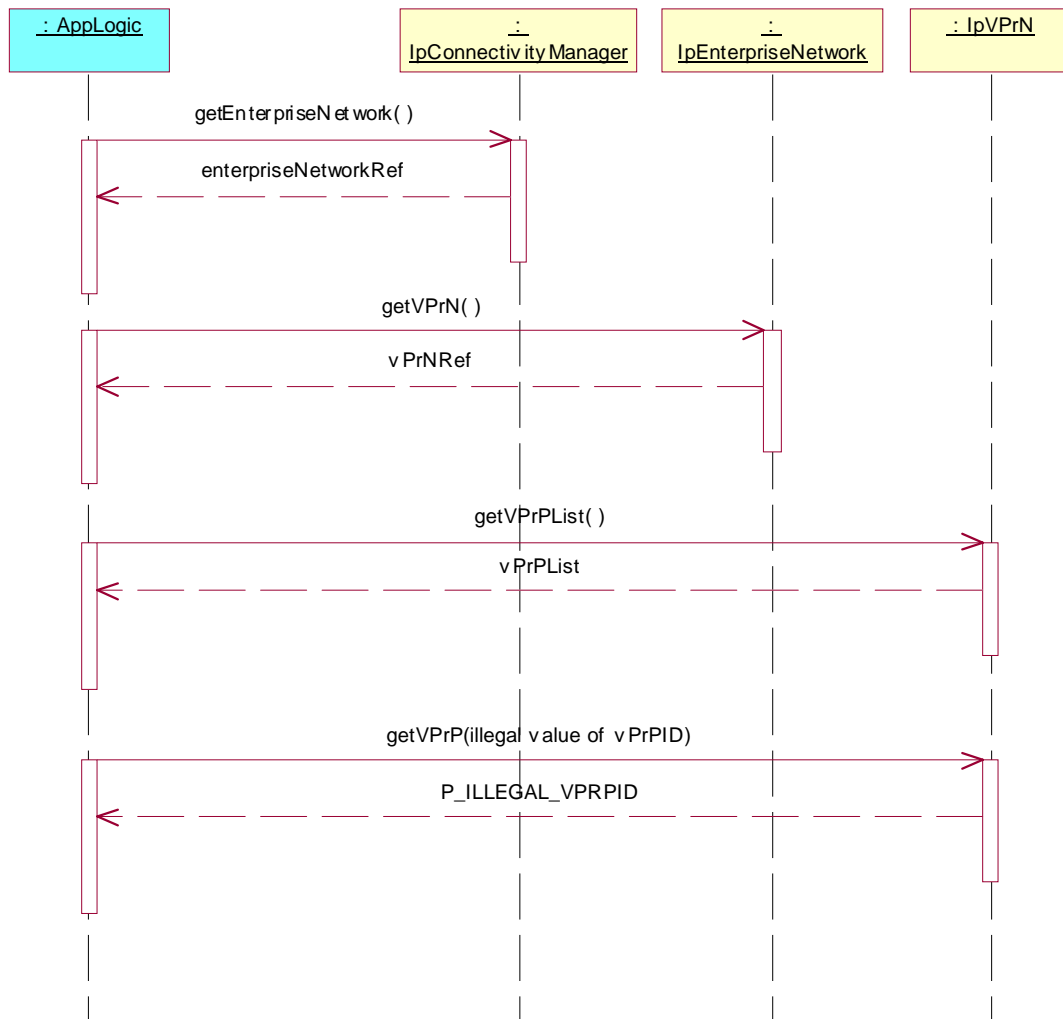 : AppLogic
:
IpConnectivityManager
:
IpEnterpriseNetwork
: IpVPrN
getEnterpriseNetwork( )
enterpriseNetworkRef
getVPrN( )
vPrNRef
getVPrPList( )
vPrPList
getVPrP(illegal value of vPrPID)
P_ILLEGAL_VPRPID